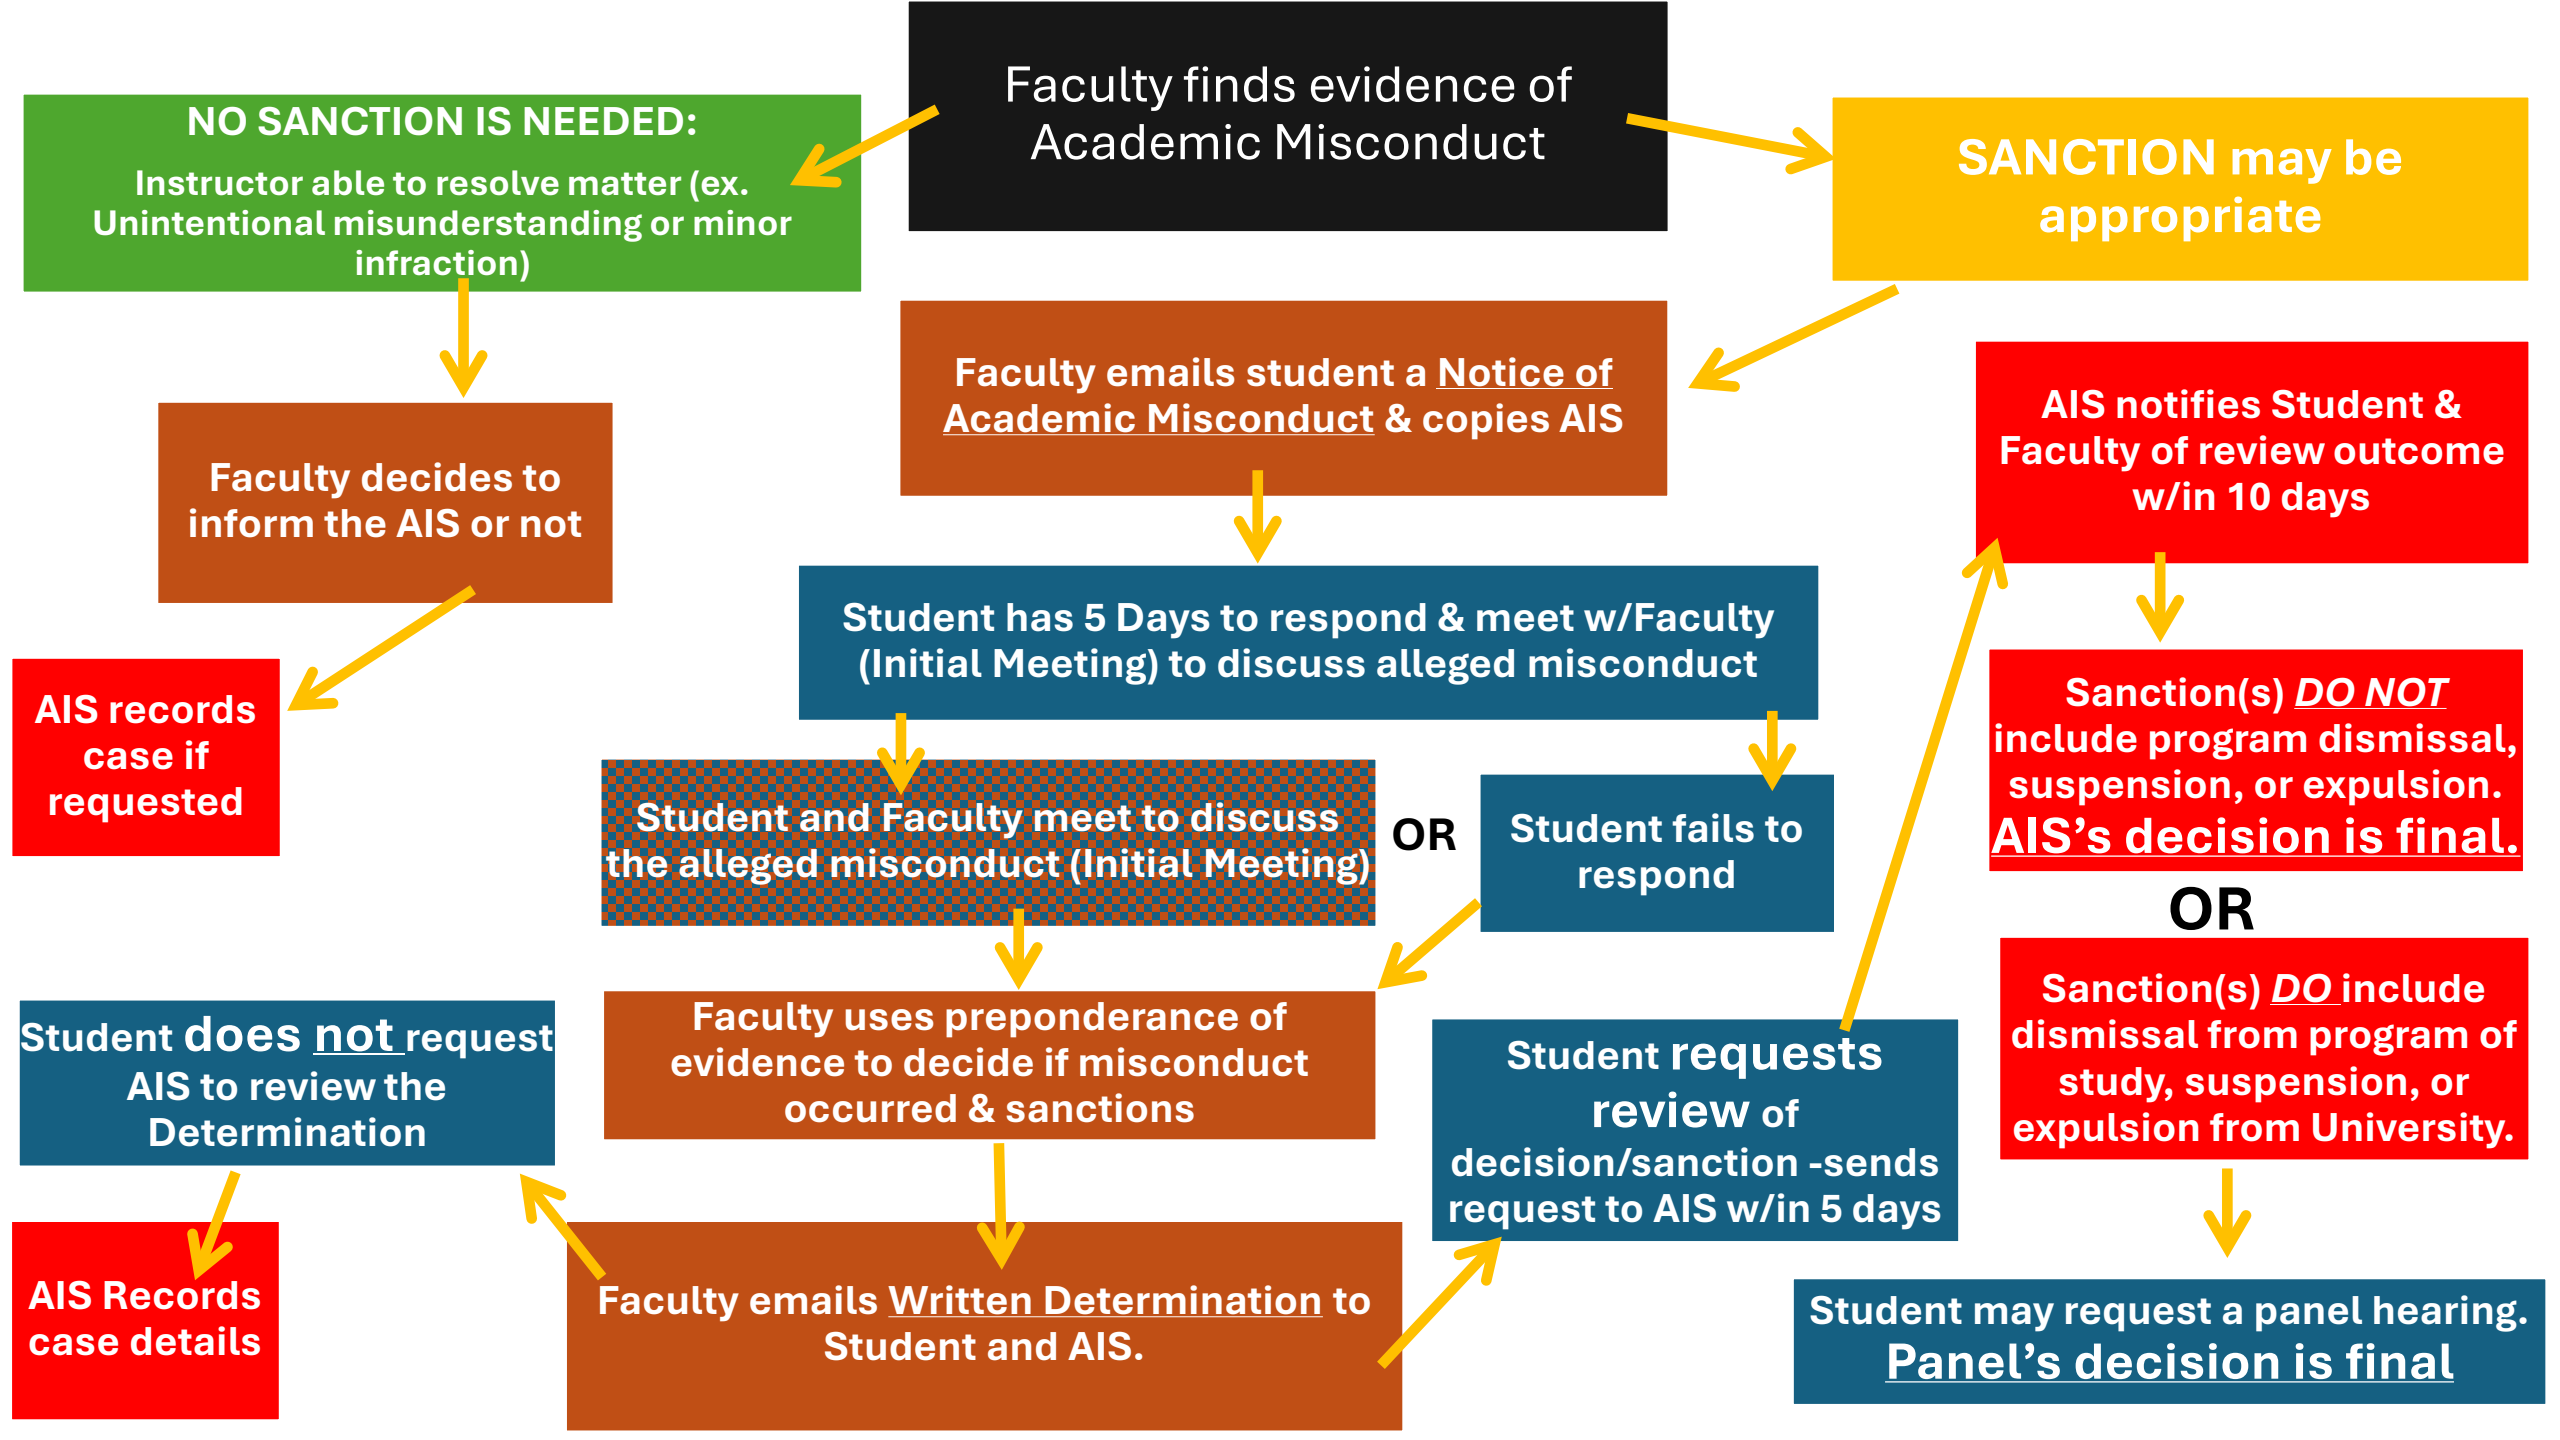 Faculty finds evidence of
Academic Misconduct
NO SANCTION IS NEEDED:
Instructor able to resolve matter (ex.
Unintentional misunderstanding or minor
infraction)
SANCTION may be
appropriate
Faculty decides to
inform the AIS or not
AIS records
case if
requested
Faculty emails student a Notice of
Academic Misconduct & copies AIS
Student has 5 Days to respond & meet w/Faculty
(Initial Meeting) to discuss alleged misconduct
Student and Faculty meet to discuss
the alleged misconduct (Initial Meeting)
OR
Student fails to
respond
Faculty uses preponderance of
evidence to decide if misconduct
occurred & sanctions
Faculty emails Written Determination to
Student and AIS.
Student does not request
AIS to review the
Determination
AIS Records
case details
Student requests
review of
decision/sanction -sends
request to AIS w/in 5 days
AIS notifies Student &
Faculty of review outcome
w/in 10 days
Sanction(s) DO NOT
include program dismissal,
suspension, or expulsion.
AIS’s decision is final.
OR
Sanction(s) DO include
dismissal from program of
study, suspension, or
expulsion from University.
Student may request a panel hearing.
Panel’s decision is final